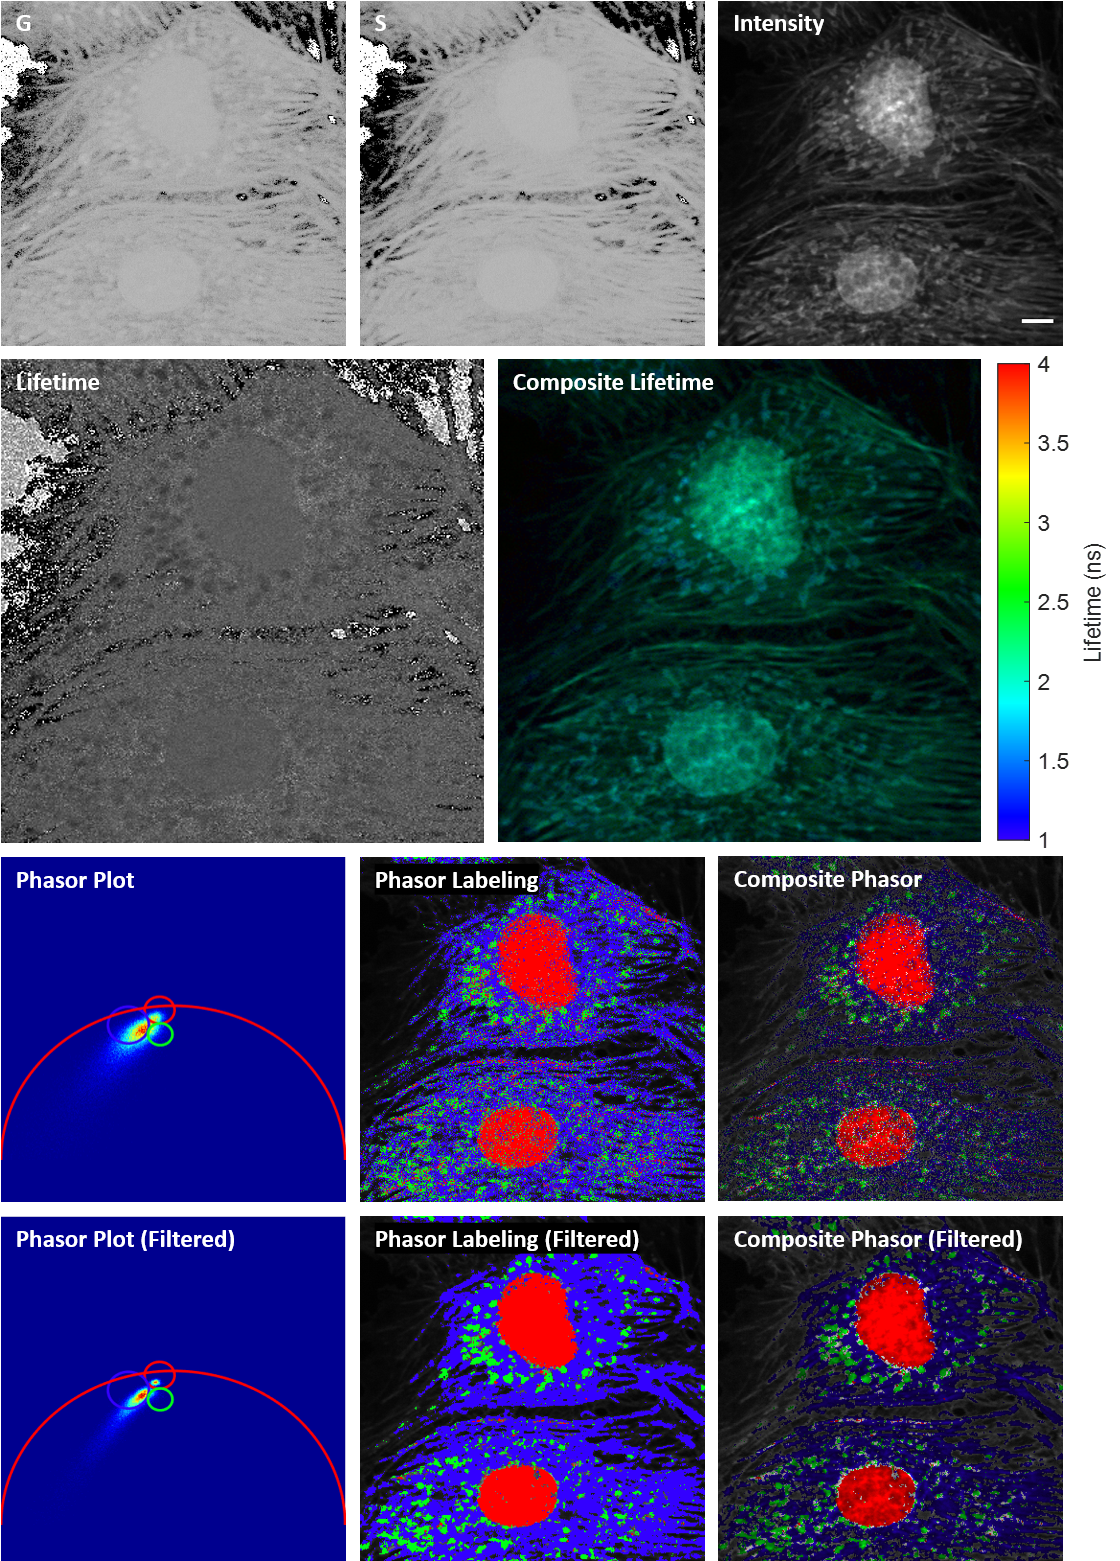 G
S
Intensity
Lifetime
Composite Lifetime
4
3.5
3
2.5
2
1.5
1
Lifetime (ns)
Phasor Plot
Phasor Labeling
Composite Phasor
Phasor Plot (Filtered)
Phasor Labeling (Filtered)
Composite Phasor (Filtered)